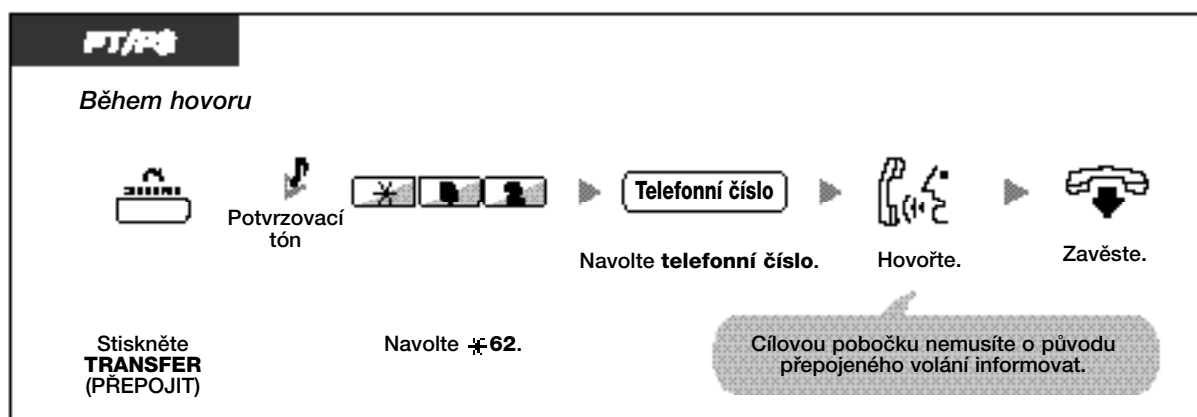 PT/PS
Během hovoru
Potvrzovací
tón
Telefonní číslo
Navolte telefonní číslo.
Hovořte.
Zavěste.
Stiskněte
TRANSFER
(PŘEPOJIT)
Navolte *62.
Cílovou pobočku nemusíte o původu
přepojeného volání informovat.